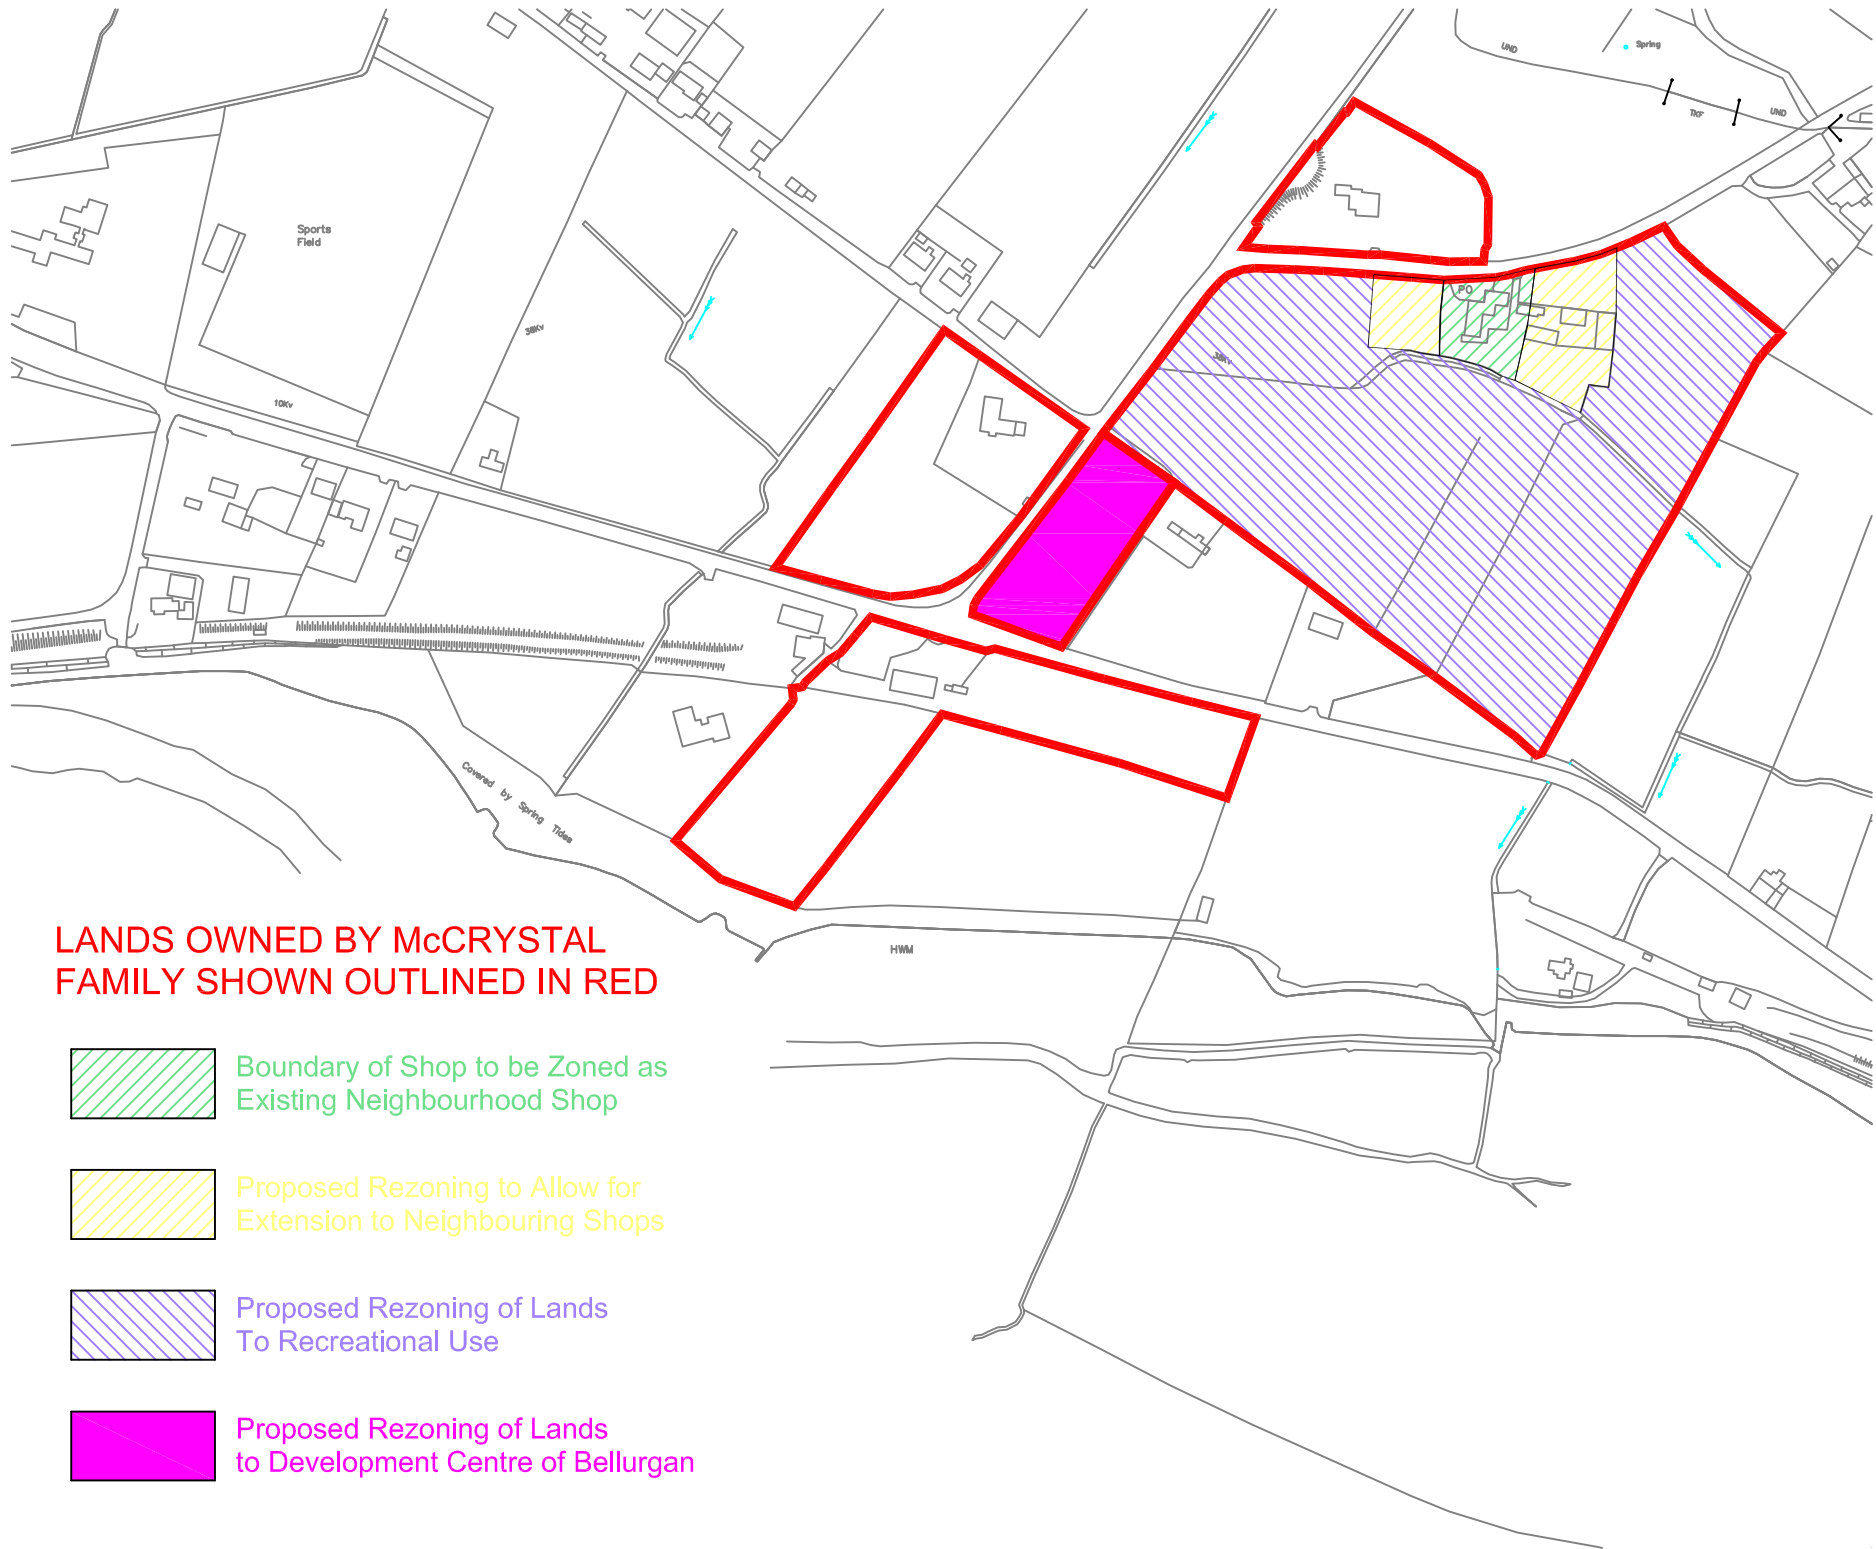 Spring
UND
TKF
UND
Sports
Field
38Kv
PO
38Kv
10Kv
Covered by Spring Tides
HWM
LANDS OWNED BY McCRYSTAL
FAMILY SHOWN OUTLINED IN RED
Boundary of Shop to be Zoned as
Existing Neighbourhood Shop
Proposed Rezoning to Allow for
Extension to Neighbouring Shops
Proposed Rezoning of Lands
To Recreational Use
Proposed Rezoning of Lands
to Development Centre of Bellurgan